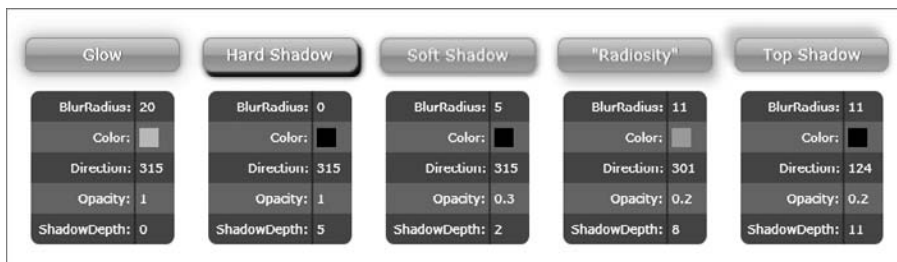 Glow
Hard Shadow
Soft Shadow
"Radiosity"
Top Shadow
BlurRadius: 20
Color:
Direction: 315
Opacity: 1
ShadowDepth: 0
BlurRadius: 0
Color:
Direction: 315
Opacity: 1
ShadowDepth: 5
BlurRadius: 5
Color:
Direction: 315
Opacity: 0.3
ShadowDepth: 2
BlurRadius: 11
Color:
Direction: 301
Opacity: 0.2
ShadowDepth: 8
BlurRadius: 11
Color:
Direction: 124
Opacity: 0.2
ShadowDepth: 11